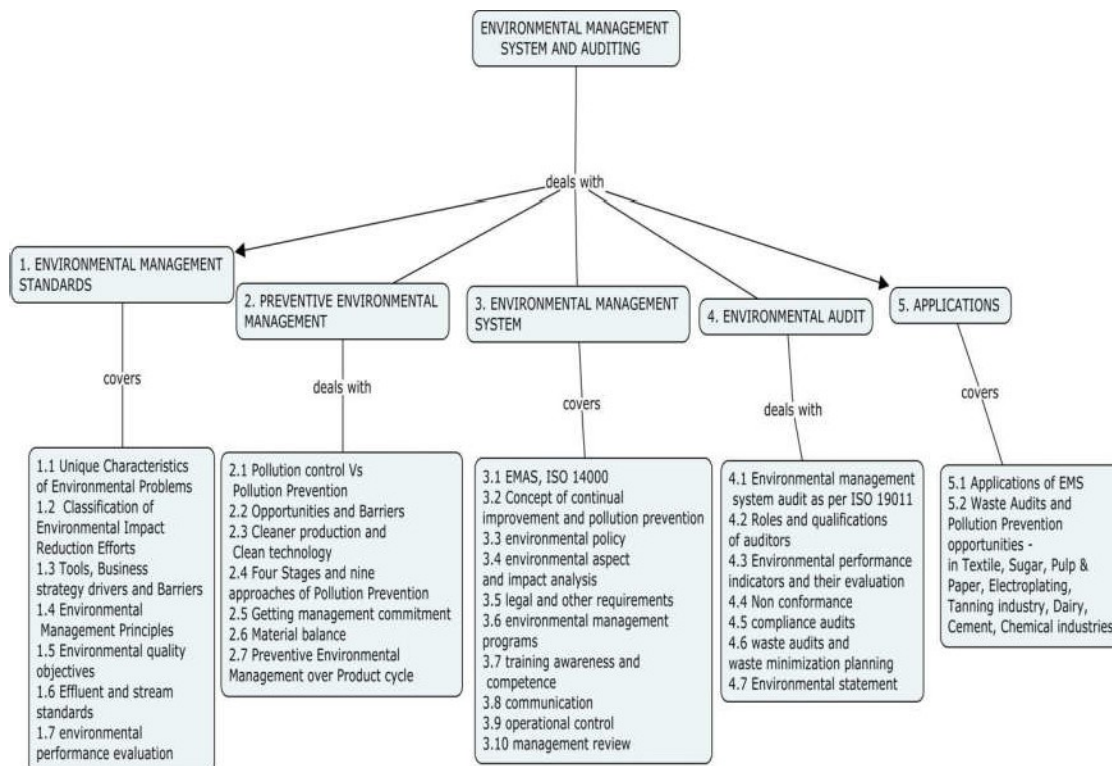 ENVIRONMENTAL MANAGEMENT
SYSTEM AND AUDITING
deals with
1. ENVIRONMENTAL MANAGEMENT
STANDARDS
2. PREVENTIVE ENVIRONMENTAL
MANAGEMENT
3. ENVIRONMENTAL MANAGEMENT
SYSTEM
4. ENVIRONMENTAL AUDIT
5. APPLICATIONS
covers
deals with
covers
deals with
covers
1.1 Unique Characteristics
of Environmental Problems
1.2 Classification of
Environmental Impact
Reduction Efforts
1.3 Tools, Business
strategy drivers and Barriers
1.4 Environmental
Management Principles
1.5 Environmental quality
objectives
1.6 Effluent and stream
standards
1.7 environmental
performance evaluation
2.1 Pollution control Vs
Pollution Prevention
2.2 Opportunities and Barriers
2.3 Cleaner production and
Clean technology
2.4 Four Stages and nine
approaches of Pollution Prevention
2.5 Getting management commitment
2.6 Material balance
2.7 Preventive Environmental
Management over Product cycle
3.1 EMAS, ISO 14000
3.2 Concept of continual
improvement and pollution prevention
3.3 environmental policy
3.4 environmental aspect
and impact analysis
3.5 legal and other requirements
3.6 environmental management
programs
3.7 training awareness and
competence
3.8 communication
3.9 operational control
3.10 management review
4.1 Environmental management
system audit as per ISO 19011
4.2 Roles and qualifications
of auditors
4.3 Environmental performance
indicators and their evaluation
4.4 Non conformance
4.5 compliance audits
4.6 waste audits and
waste minimization planning
4.7 Environmental statement
5.1 Applications of EMS
5.2 Waste Audits and
Pollution Prevention
opportunities -
in Textile, Sugar, Pulp &
Paper, Electroplating,
Tanning industry, Dairy,
Cement, Chemical industries